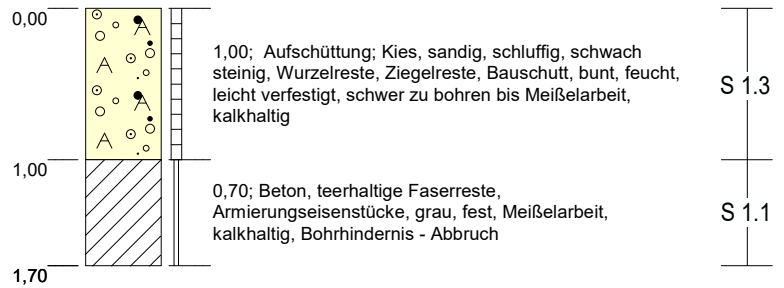 0,00
1,00; Aufschüttung; Kies, sandig, schluffig, schwach
steinig, Wurzelreste, Ziegelreste, Bauschutt, bunt, feucht,
leicht verfestigt, schwer zu bohren bis Meißelarbeit,
kalkhaltig
S 1.3
1,00
0,70; Beton, teerhaltige Faserreste,
Armierungseisenstücke, grau, fest, Meißelarbeit,
kalkhaltig, Bohrhindernis - Abbruch
S 1.1
1,70